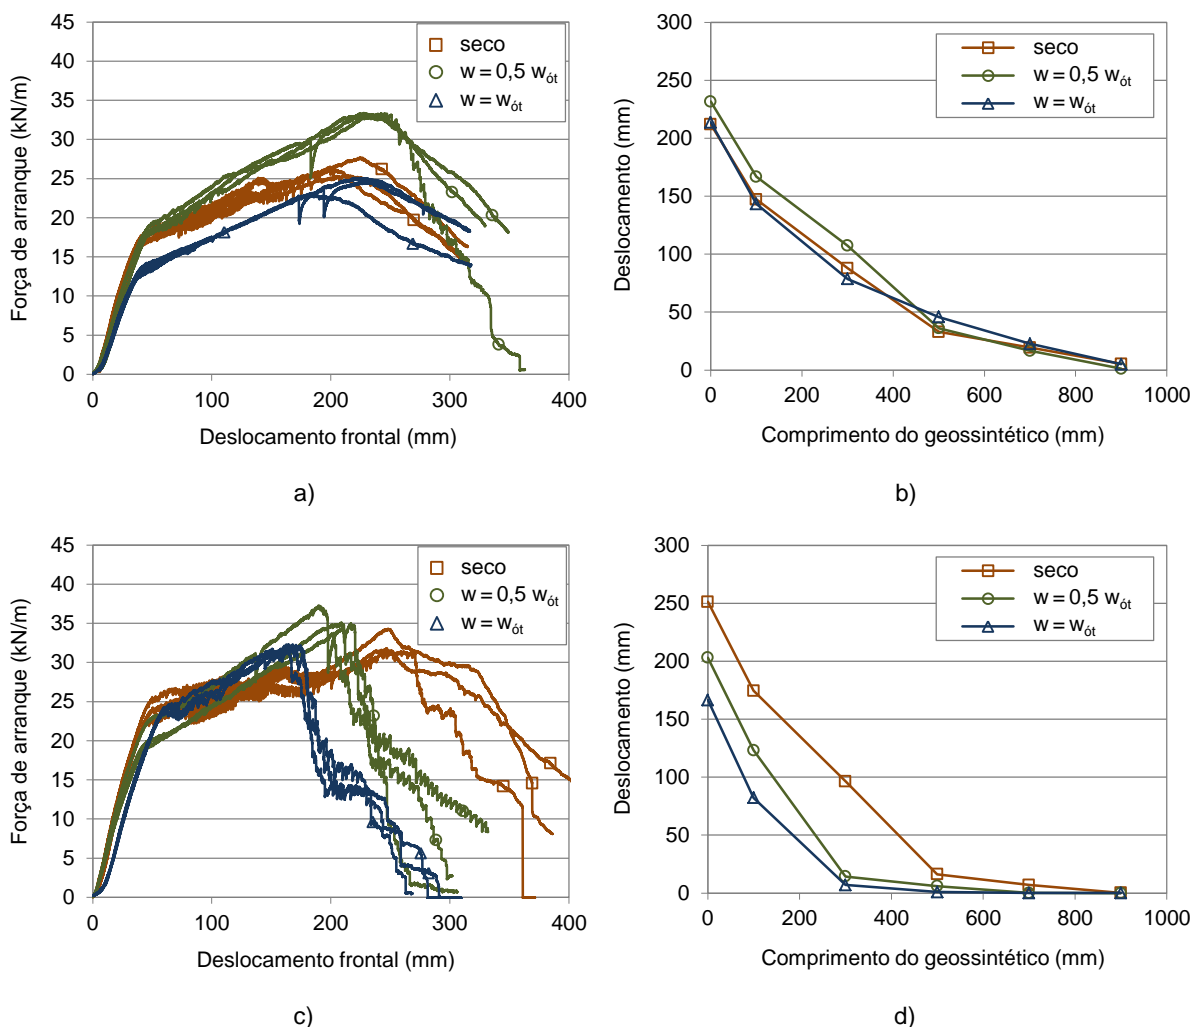 45
40
35
30
25
20
15
10
5
0
Força de arranque (kN/m)
seco
w = 0,5 wót
w = wót
0 100 200 300 400
Deslocamento frontal (mm)
a)
300
250
200
150
100
50
0
Deslocamento (mm)
seco
w = 0,5 wót
w = wót
0 200 400 600 800 1000
Comprimento do geossintético (mm)
b)
45
40
35
30
25
20
15
10
5
0
Força de arranque (kN/m)
seco
w = 0,5 wót
w = wót
0 100 200 300 400
Deslocamento frontal (mm)
c)
300
250
200
150
100
50
0
Deslocamento (mm)
seco
w = 0,5 wót
w = wót
0 200 400 600 800 1000
Comprimento do geossintético (mm)
d)